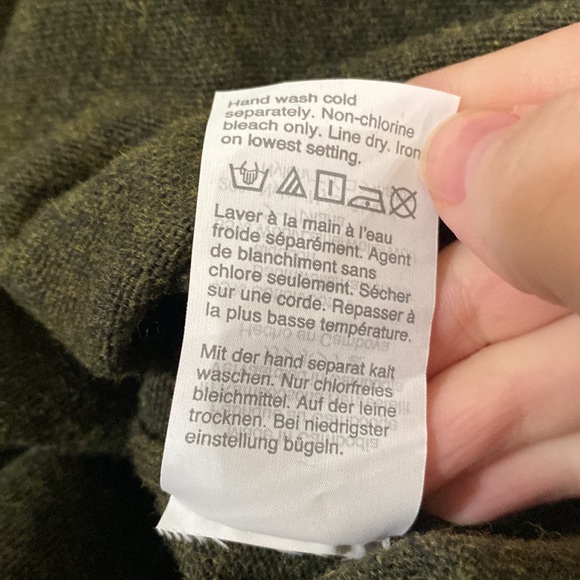 Hand wash cold
separately. Non-chlorine
bleach only. Line dry. Iron
on lowest setting.
Laver à la main à l'eau
froide séparément. Agent
de blanchiment sans
chlore seulement. Sécher
sur une corde. Repasser à
la plus basse température.
Mit der hand separat kalt
waschen. Nur chlorfreies
bleichmittel. Auf der leine
trocknen. Bei niedrigster
einstellung bügeln.